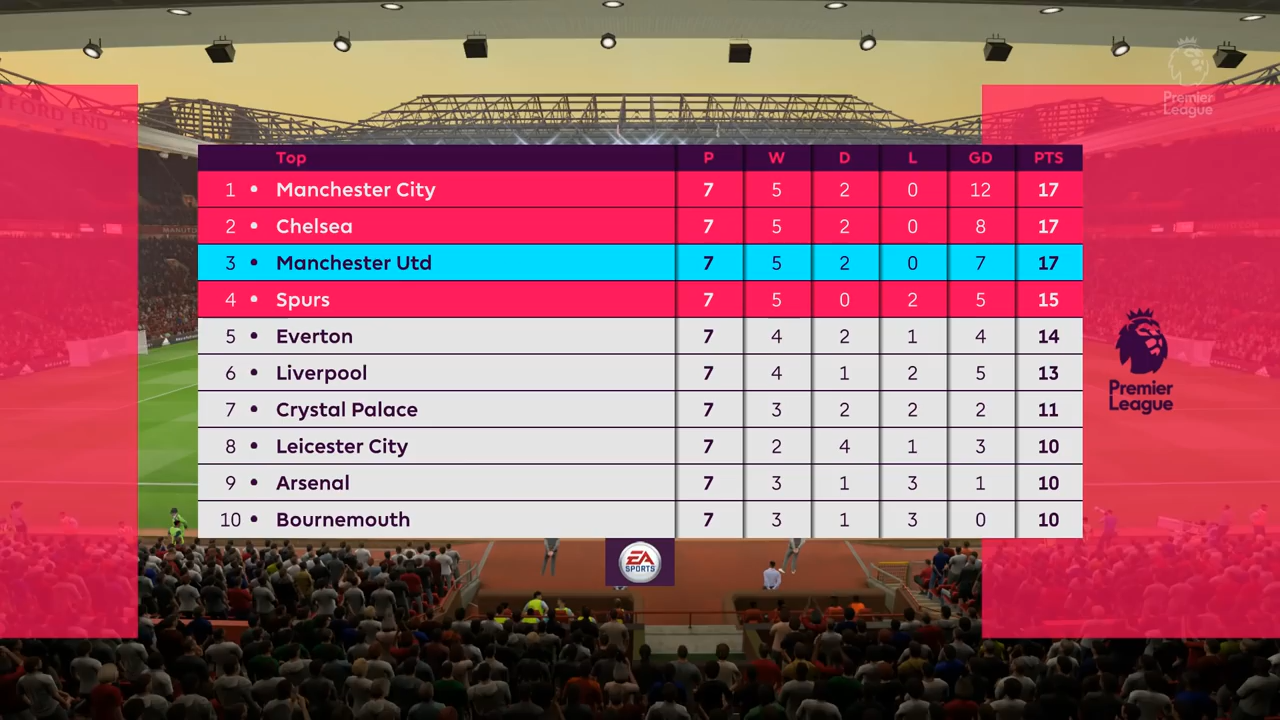 Premier
League
Top P W D L GD PTS
1 • Manchester City 7 5 2 0 12 17
2 • Chelsea 7 5 2 0 8 17
3 • Manchester Utd 7 5 2 0 7 17
4 • Spurs 7 5 0 2 5 15
5 • Everton 7 4 2 1 4 14
6 • Liverpool 7 4 1 2 5 13
7 • Crystal Palace 7 3 2 2 2 11
8 • Leicester City 7 2 4 1 3 10
9 • Arsenal 7 3 1 3 1 10
10 • Bournemouth 7 3 1 3 0 10
Premier
League
EA
SPORTS